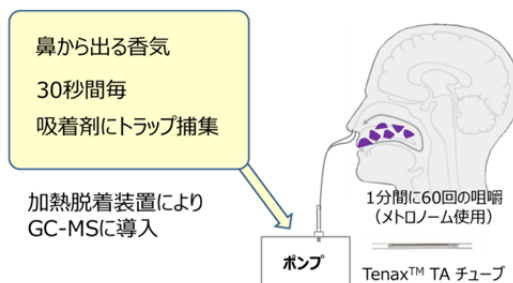 鼻から出る香気
30秒間毎
吸着剤にトラップ捕集
加熱脱着装置により
GC-MSに導入
1分間に60回の咀嚼
（メトロノーム使用）
ポンプ
Tenax™ TA チューブ